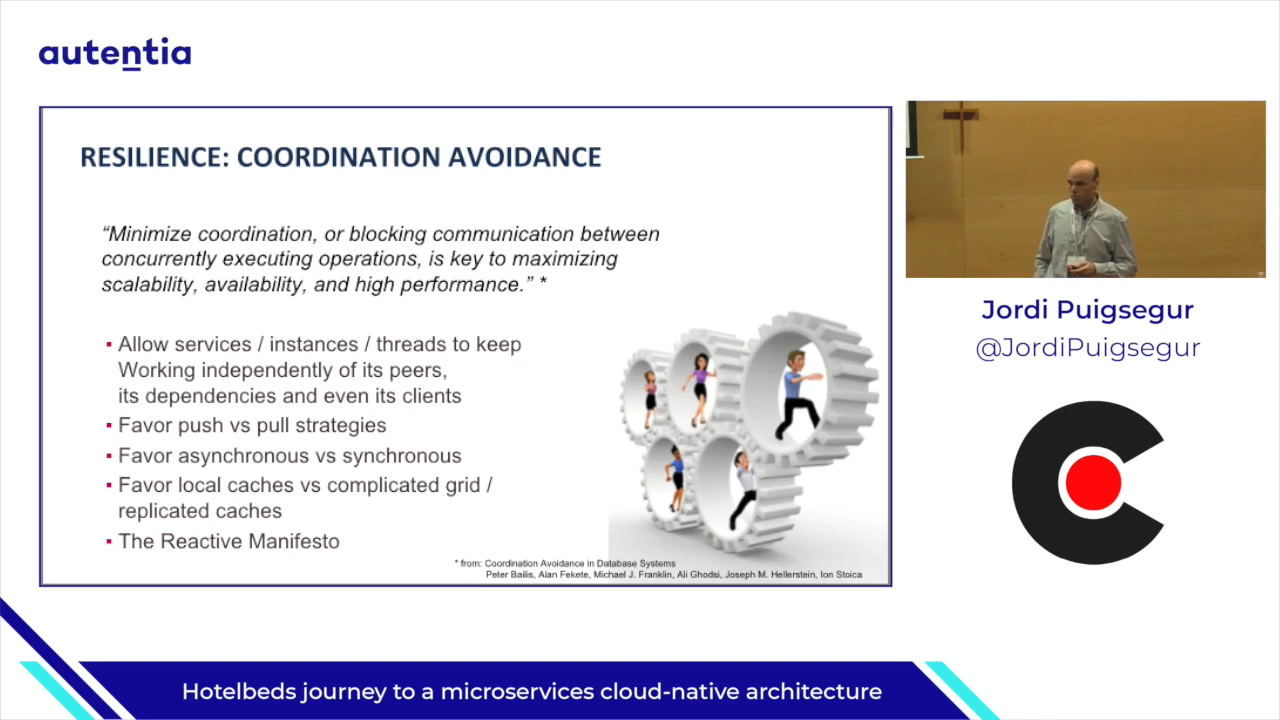 autentia
RESILIENCE: COORDINATION AVOIDANCE
“Minimize coordination, or blocking communication between
concurrently executing operations, is key to maximizing
scalability, availability, and high performance.” *
▪ Allow services / instances / threads to keep
Working independently of its peers,
its dependencies and even its clients
▪ Favor push vs pull strategies
▪ Favor asynchronous vs synchronous
▪ Favor local caches vs complicated grid /
replicated caches
▪ The Reactive Manifesto
* from: Coordination Avoidance in Database Systems
Peter Bailis, Alan Fekete, Michael J. Franklin, Ali Ghodsi, Joseph M. Hellerstein, Ion Stoica
Jordi Puigsegur
@JordiPuigsegur
Hotelbeds journey to a microservices cloud-native architecture